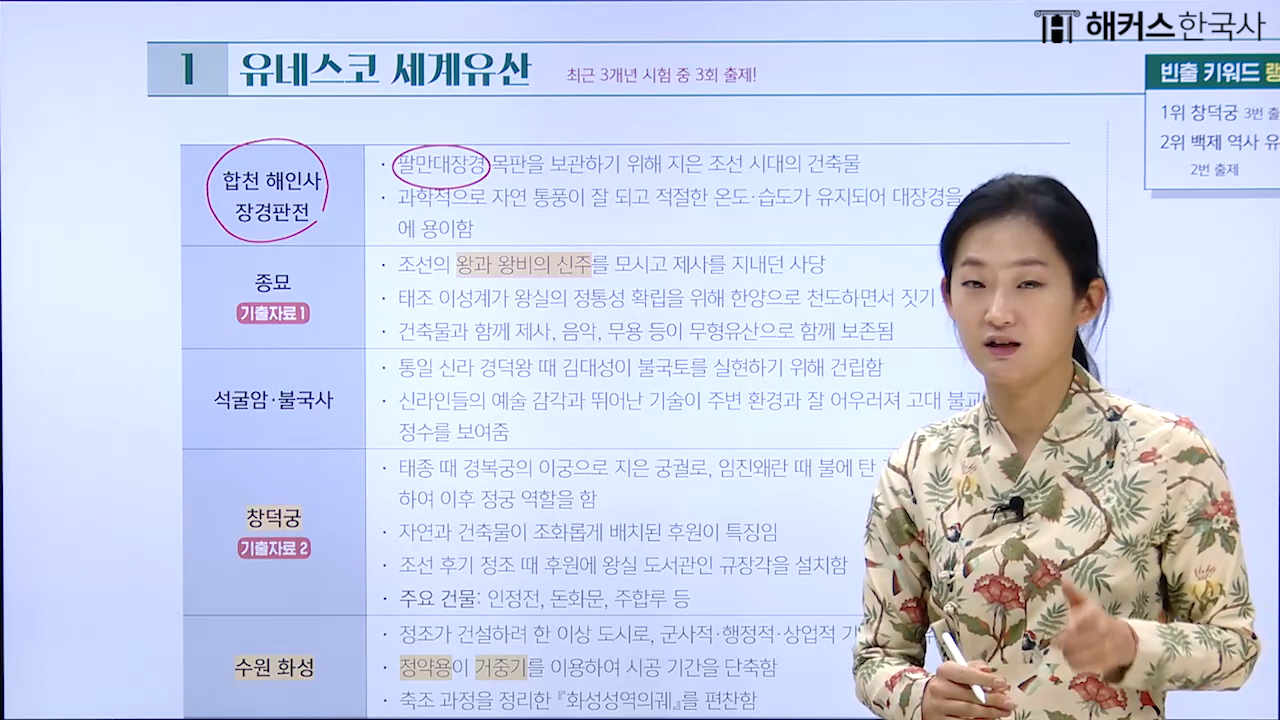 해커스한국사
1 유네스코 세계유산 최근 3개년 시험 중 3회 출제!
빈출 키워드
1위 창덕궁 3번
2위 백제 역사
2번 출제
합천 해인사
장경판전
· 팔만대장경 목판을 보관하기 위해 지은 조선 시대의 건축물
· 과학적으로 자연 통풍이 잘 되고 적절한 온도·습도가 유지되어 대장경을
에 용이함
종묘
기출자료 1
· 조선의 왕과 왕비의 신주를 모시고 제사를 지내던 사당
· 태조 이성계가 왕실의 정통성 확립을 위해 한양으로 천도하면서 짓기
· 건축물과 함께 제사, 음악, 무용 등이 무형유산으로 함께 보존됨
석굴암·불국사
· 통일 신라 경덕왕 때 김대성이 불국토를 실현하기 위해 건립함
· 신라인들의 예술 감각과 뛰어난 기술이 주변 환경과 잘 어우러져 고대
정수를 보여줌
창덕궁
기출자료 2
· 태종 때 경복궁의 이궁으로 지은 궁궐로, 임진왜란 때 불에 탄
하여 이후 정궁 역할을 함
· 자연과 건축물이 조화롭게 배치된 후원이 특징임
· 조선 후기 정조 때 후원에 왕실 도서관인 규장각을 설치함
· 주요 건물: 인정전, 돈화문, 주합루 등
수원 화성
· 정조가 건설하려 한 이상 도시로, 군사적·행정적·상업적
· 정약용이 거중기를 이용하여 시공 기간을 단축함
· 축조 과정을 정리한 『화성성역의궤』를 편찬함